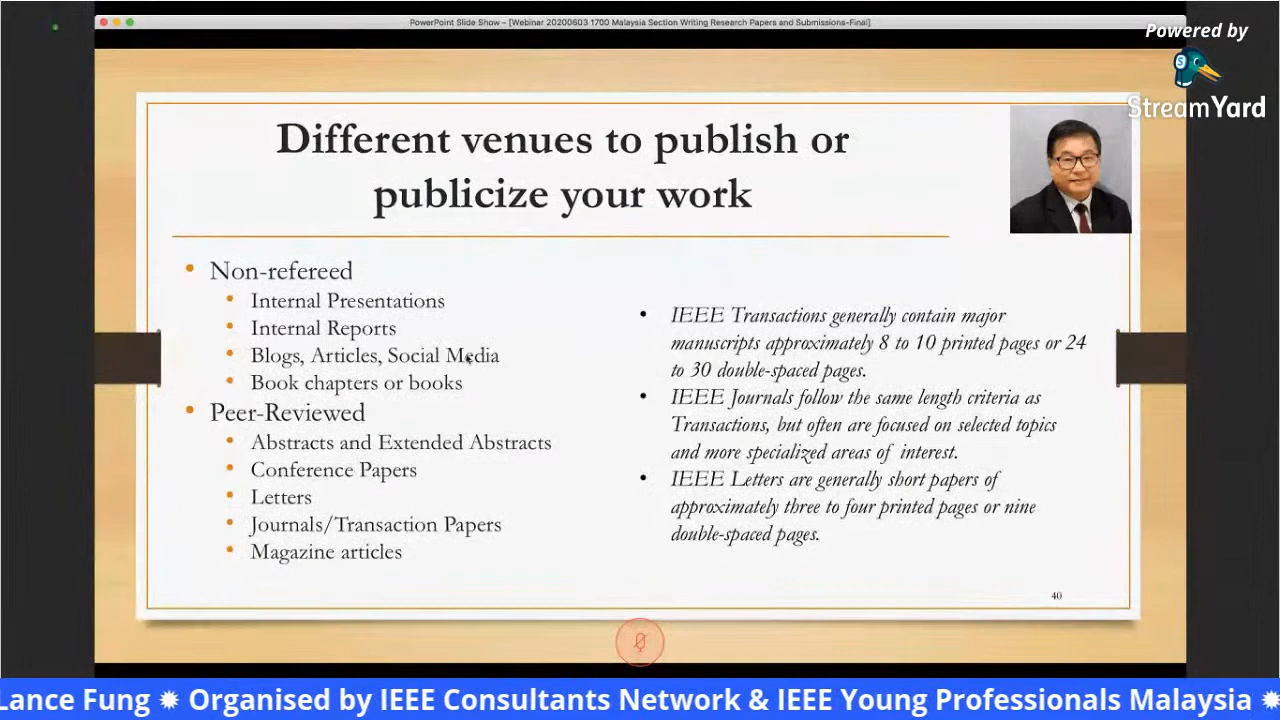 PowerPoint Slide Show - [Webinar 20200603 1700 Malaysia Section Writing Research Papers and Submissions-Final]
Powered by
StreamYard
Different venues to publish or
publicize your work
• Non-refereed
• Internal Presentations
• Internal Reports
• Blogs, Articles, Social Media
• Book chapters or books
• Peer-Reviewed
• Abstracts and Extended Abstracts
• Conference Papers
• Letters
• Journals/Transaction Papers
• Magazine articles
• IEEE Transactions generally contain major
manuscripts approximately 8 to 10 printed pages or 24
to 30 double-spaced pages.
• IEEE Journals follow the same length criteria as
Transactions, but often are focused on selected topics
and more specialized areas of interest.
• IEEE Letters are generally short papers of
approximately three to four printed pages or nine
double-spaced pages.
40
Lance Fung ✹ Organised by IEEE Consultants Network & IEEE Young Professionals Malaysia ✹